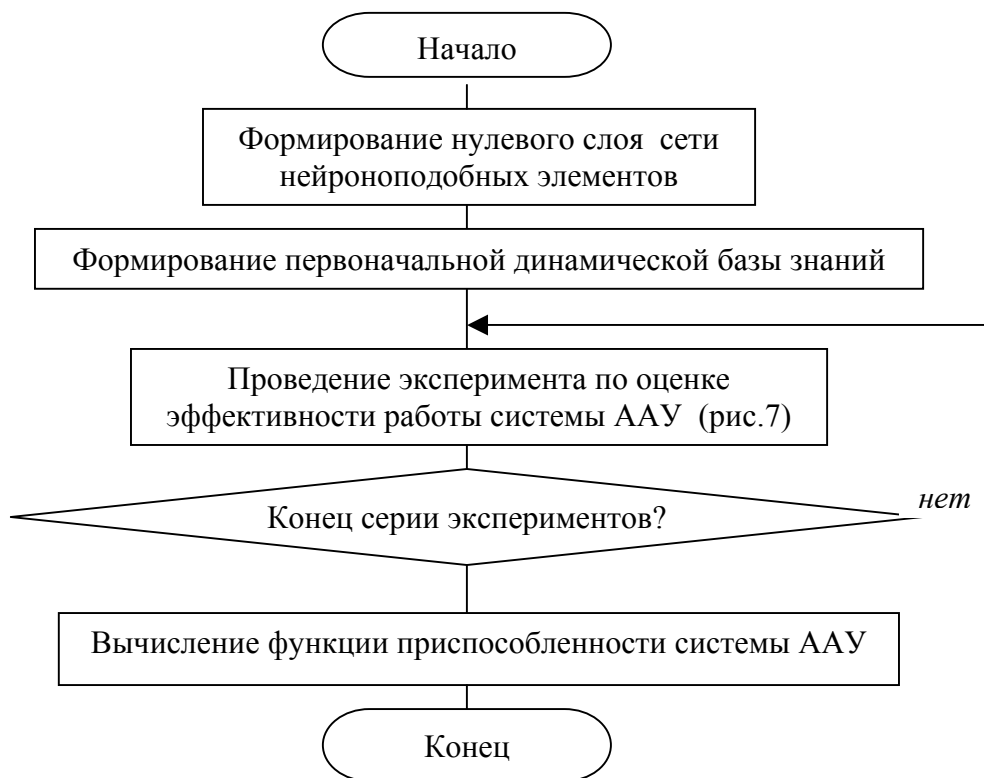 Начало
Формирование нулевого слоя сети
нейроноподобных элементов
Формирование первоначальной динамической базы знаний
Проведение эксперимента по оценке
эффективности работы системы ААУ (рис.7)
нет
Конец серии экспериментов?
Вычисление функции приспособленности системы ААУ
Конец